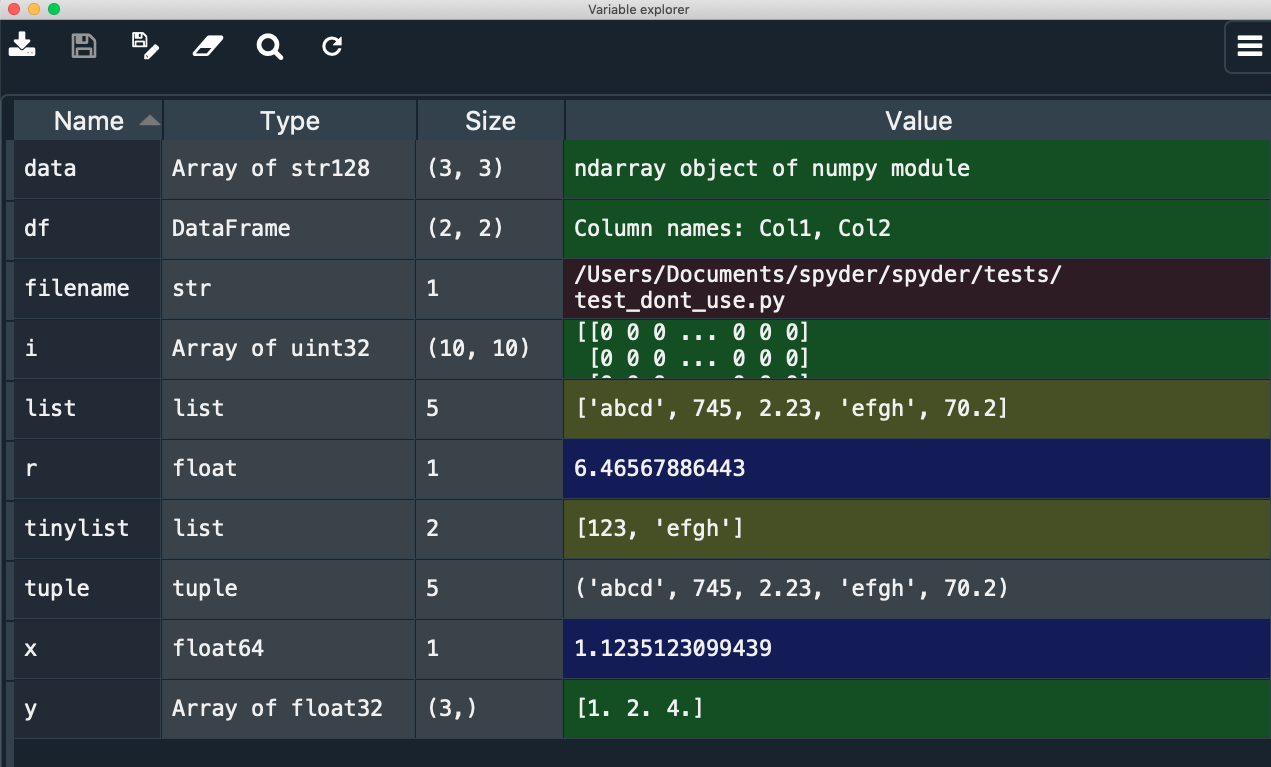 Variable explorer
Name Type Size Value
data Array of str128 (3, 3) ndarray object of numpy module
df DataFrame (2, 2) Column names: Col1, Col2
filename str 1 /Users/Documents/spyder/spyder/tests/
test_dont_use.py
i Array of uint32 (10, 10) [[0 0 0 ... 0 0 0]
[0 0 0 ... 0 0 0]
list list 5 ['abcd', 745, 2.23, 'efgh', 70.2]
r float 1 6.46567886443
tinylist list 2 [123, 'efgh']
tuple tuple 5 ('abcd', 745, 2.23, 'efgh', 70.2)
x float64 1 1.1235123099439
y Array of float32 (3,) [1. 2. 4.]